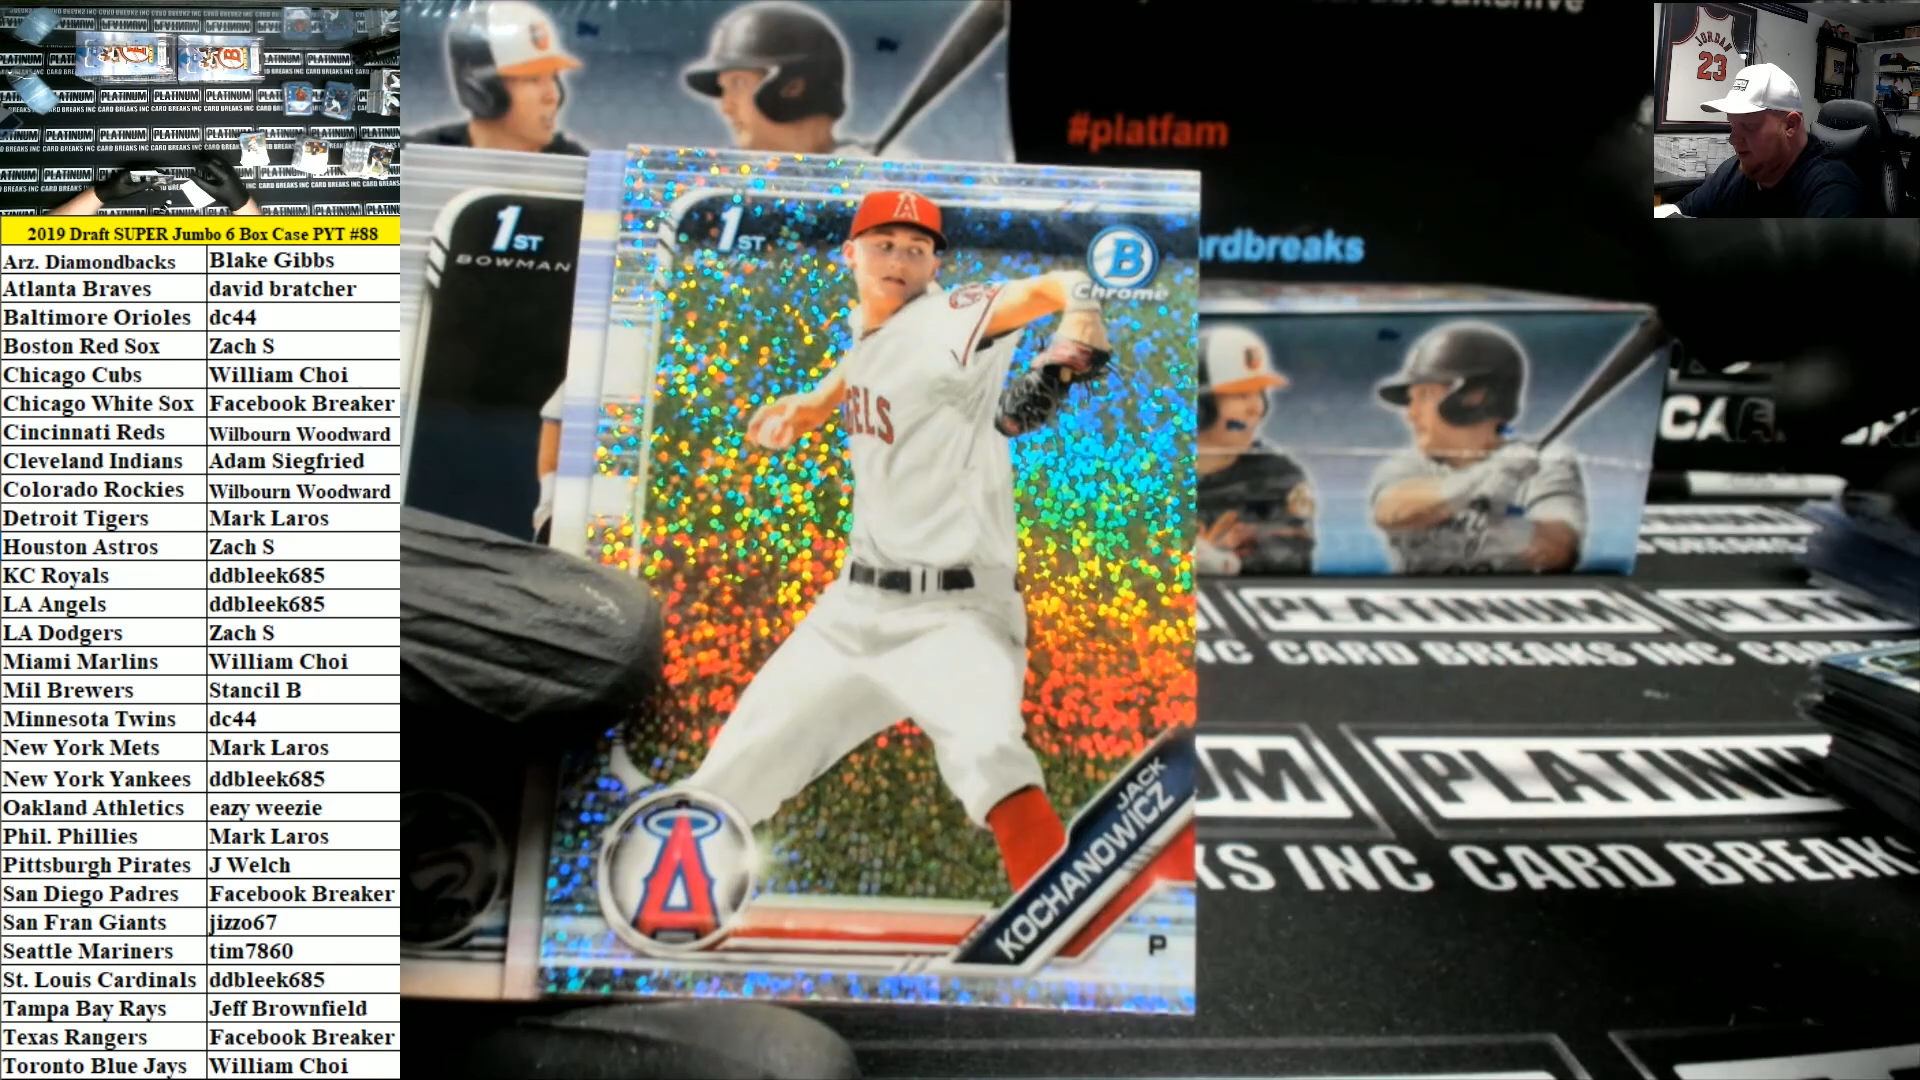 2019 Draft SUPER Jumbo 6 Box Case PYT #88
Arz. Diamondbacks Blake Gibbs
Atlanta Braves david bratcher
Baltimore Orioles dc44
Boston Red Sox Zach S
Chicago Cubs William Choi
Chicago White Sox Facebook Breaker
Cincinnati Reds Wilbourn Woodward
Cleveland Indians Adam Siegfried
Colorado Rockies Wilbourn Woodward
Detroit Tigers Mark Laros
Houston Astros Zach S
KC Royals ddbleek685
LA Angels ddbleek685
LA Dodgers Zach S
Miami Marlins William Choi
Mil Brewers Stancil B
Minnesota Twins dc44
New York Mets Mark Laros
New York Yankees ddbleek685
Oakland Athletics eazy weezie
Phil. Phillies Mark Laros
Pittsburgh Pirates J Welch
San Diego Padres Facebook Breaker
San Fran Giants jizzo67
Seattle Mariners tim7860
St. Louis Cardinals ddbleek685
Tampa Bay Rays Jeff Brownfield
Texas Rangers Facebook Breaker
Toronto Blue Jays William Choi
#platfam
rdbreaks
1ST
BOWMAN
1ST
B
Chrome
A
GELS
JACK
KOCHANOWICZ
P
JORDAN
23
PLATINUM
CARD BREAKS INC
PLATINUM
CARD BREAKS INC
PLATINU
KS INC CARD BREAK